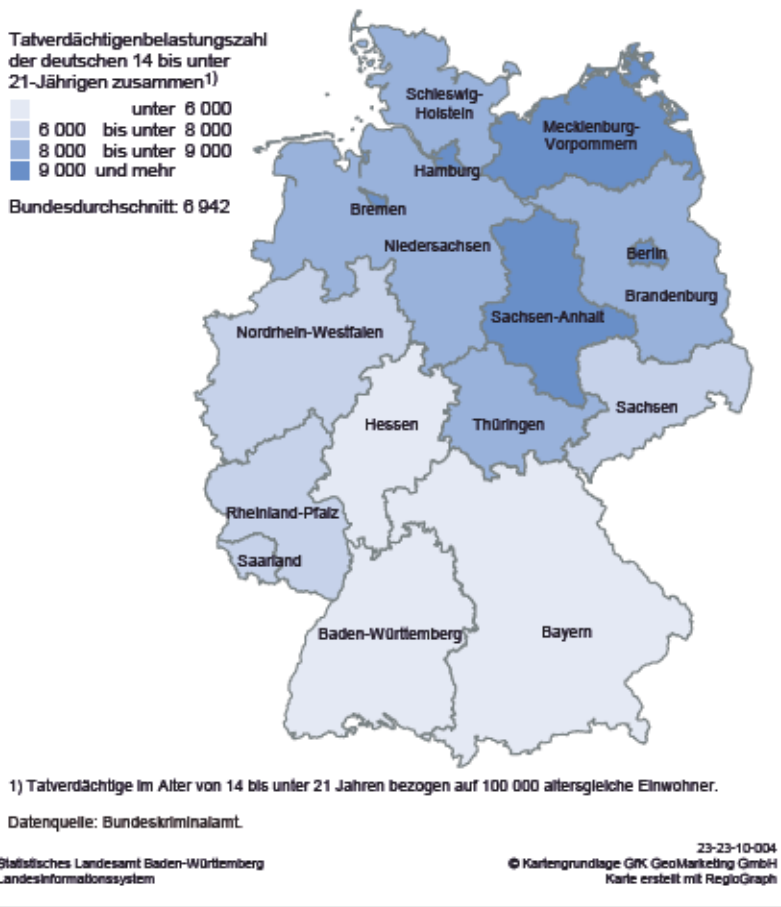 Tatverdächtigenbelastungszahl
der deutschen 14 bis unter
21-Jährigen zusammen1)
unter 6 000
6 000 bis unter 8 000
8 000 bis unter 9 000
9 000 und mehr
Bundesdurchschnitt: 6 942
Schleswig-
Holstein
Mecklenburg-
Vorpommern
Hamburg
Bremen
Niedersachsen
Berlin
Brandenburg
Sachsen-Anhalt
Nordrhein-Westfalen
Sachsen
Hessen
Thüringen
Rheinland-Pfalz
Saarland
Baden-Württemberg
Bayern
1) Tatverdächtige im Alter von 14 bis unter 21 Jahren bezogen auf 100 000 altersgleiche Einwohner.
Datenquelle: Bundeskriminalamt.
23-23-10-004
Statistisches Landesamt Baden-Württemberg
© Kartengrundlage GfK GeoMarketing GmbH
Landesinformationssystem
Karte erstellt mit RegioGraph